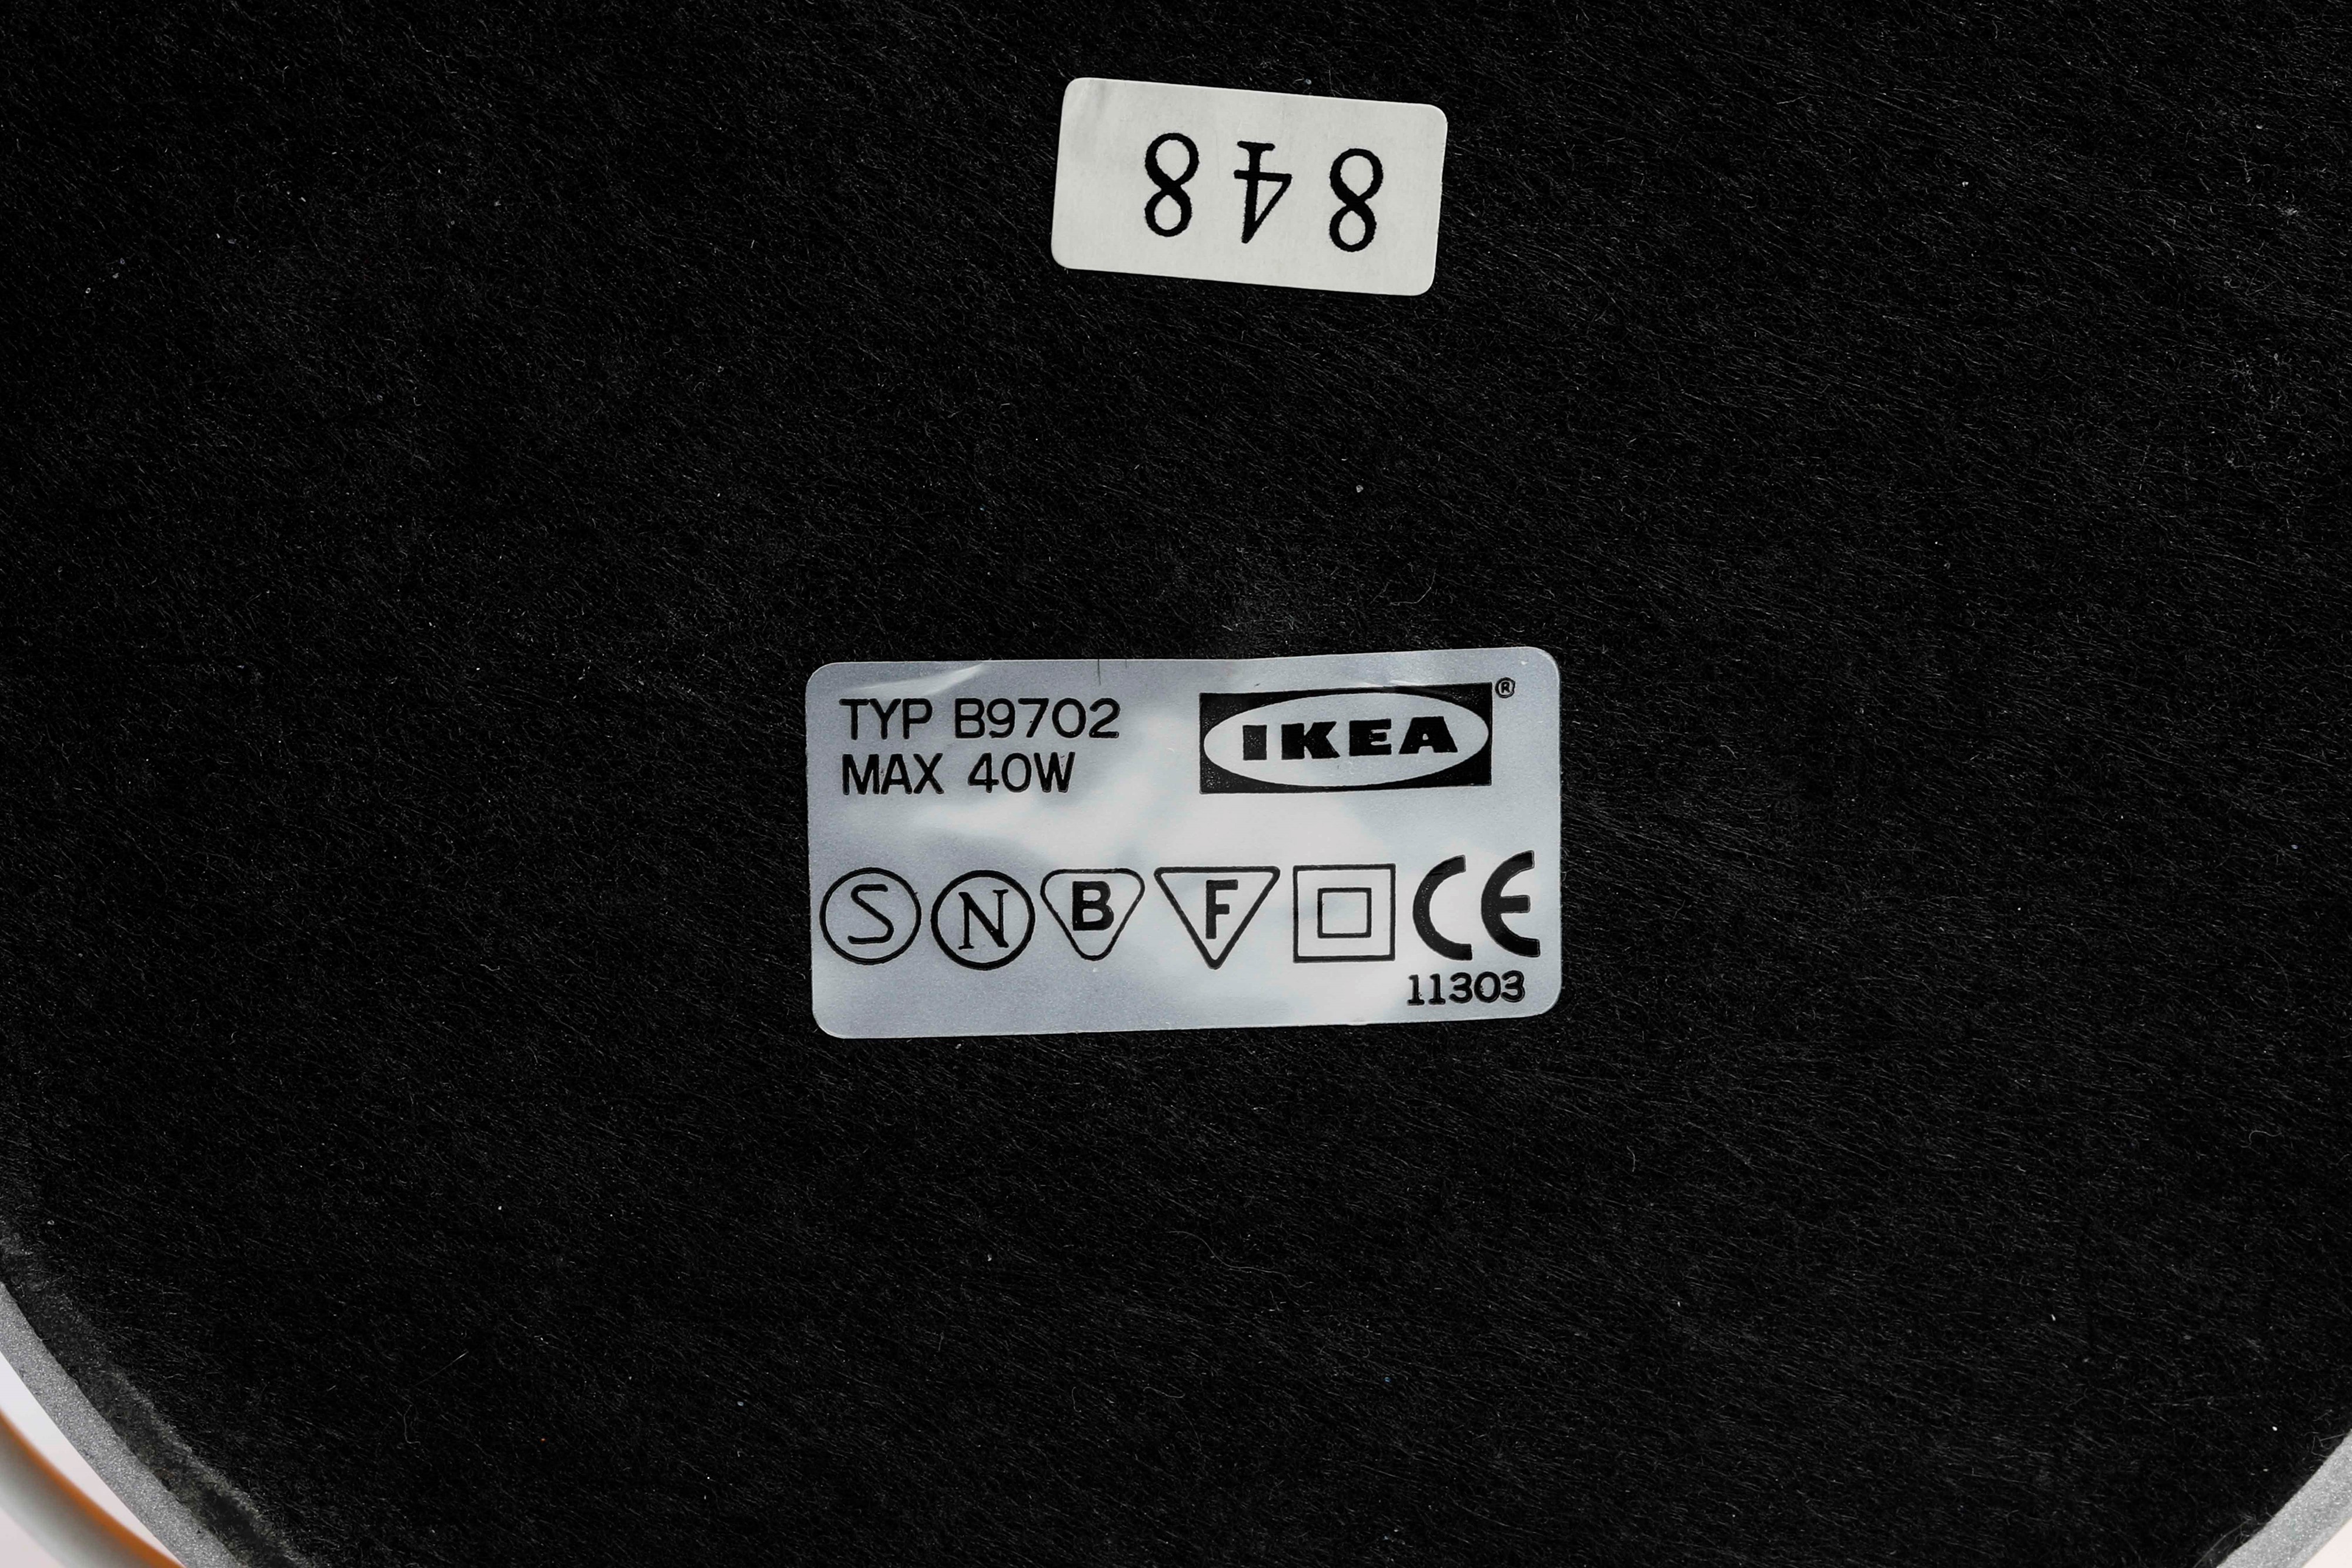 848
TYP B9702
MAX 40W
IKEA®
S N B F CE
11303